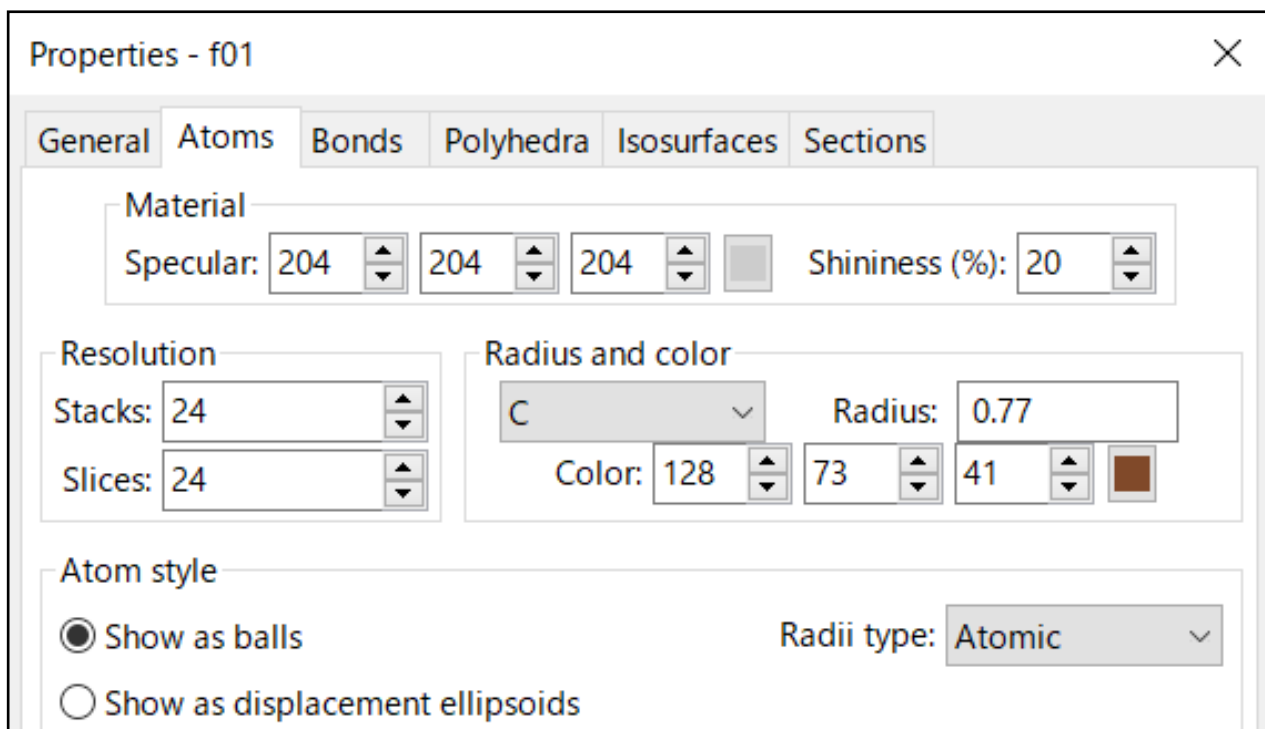 Properties - f01
General Atoms Bonds Polyhedra Isosurfaces Sections
Material
Specular: 204 204 204 Shininess (%): 20
Resolution
Stacks: 24
Slices: 24
Radius and color
C Radius: 0.77
Color: 128 73 41
Atom style
Show as balls Radii type: Atomic
Show as displacement ellipsoids